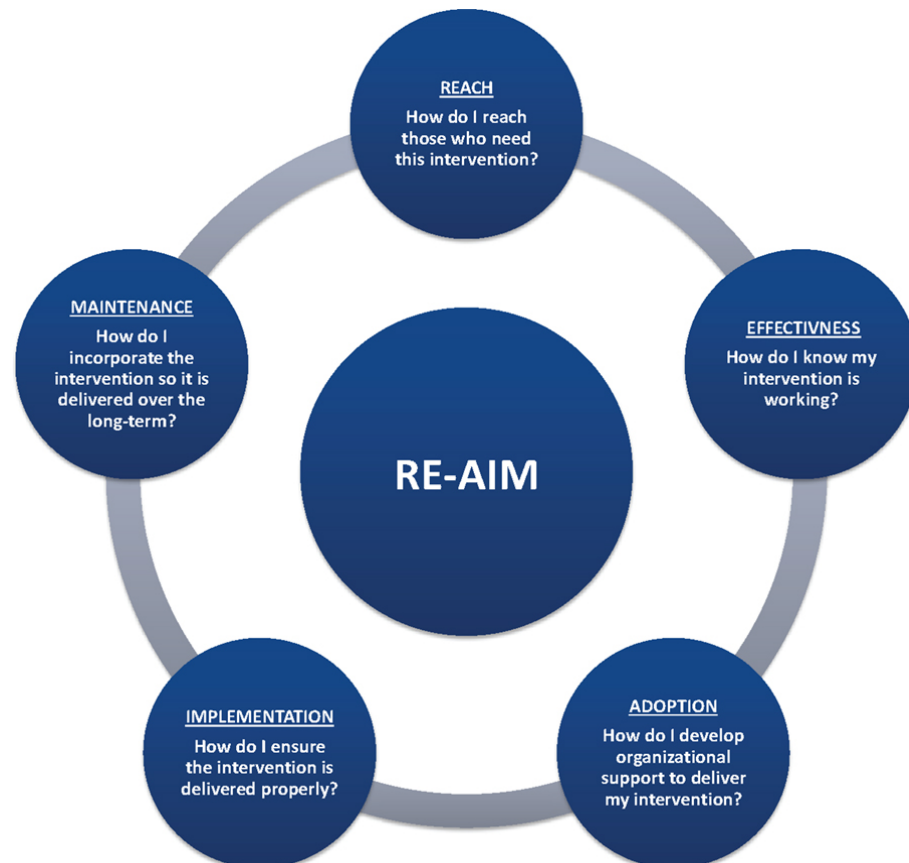 REACH
How do I reach
those who need
this intervention?
EFFECTIVNESS
How do I know my
intervention is
working?
ADOPTION
How do I develop
organizational
support to deliver
my intervention?
IMPLEMENTATION
How do I ensure
the intervention is
delivered properly?
MAINTENANCE
How do I
incorporate the
intervention so it is
delivered over the
long-term?
RE-AIM